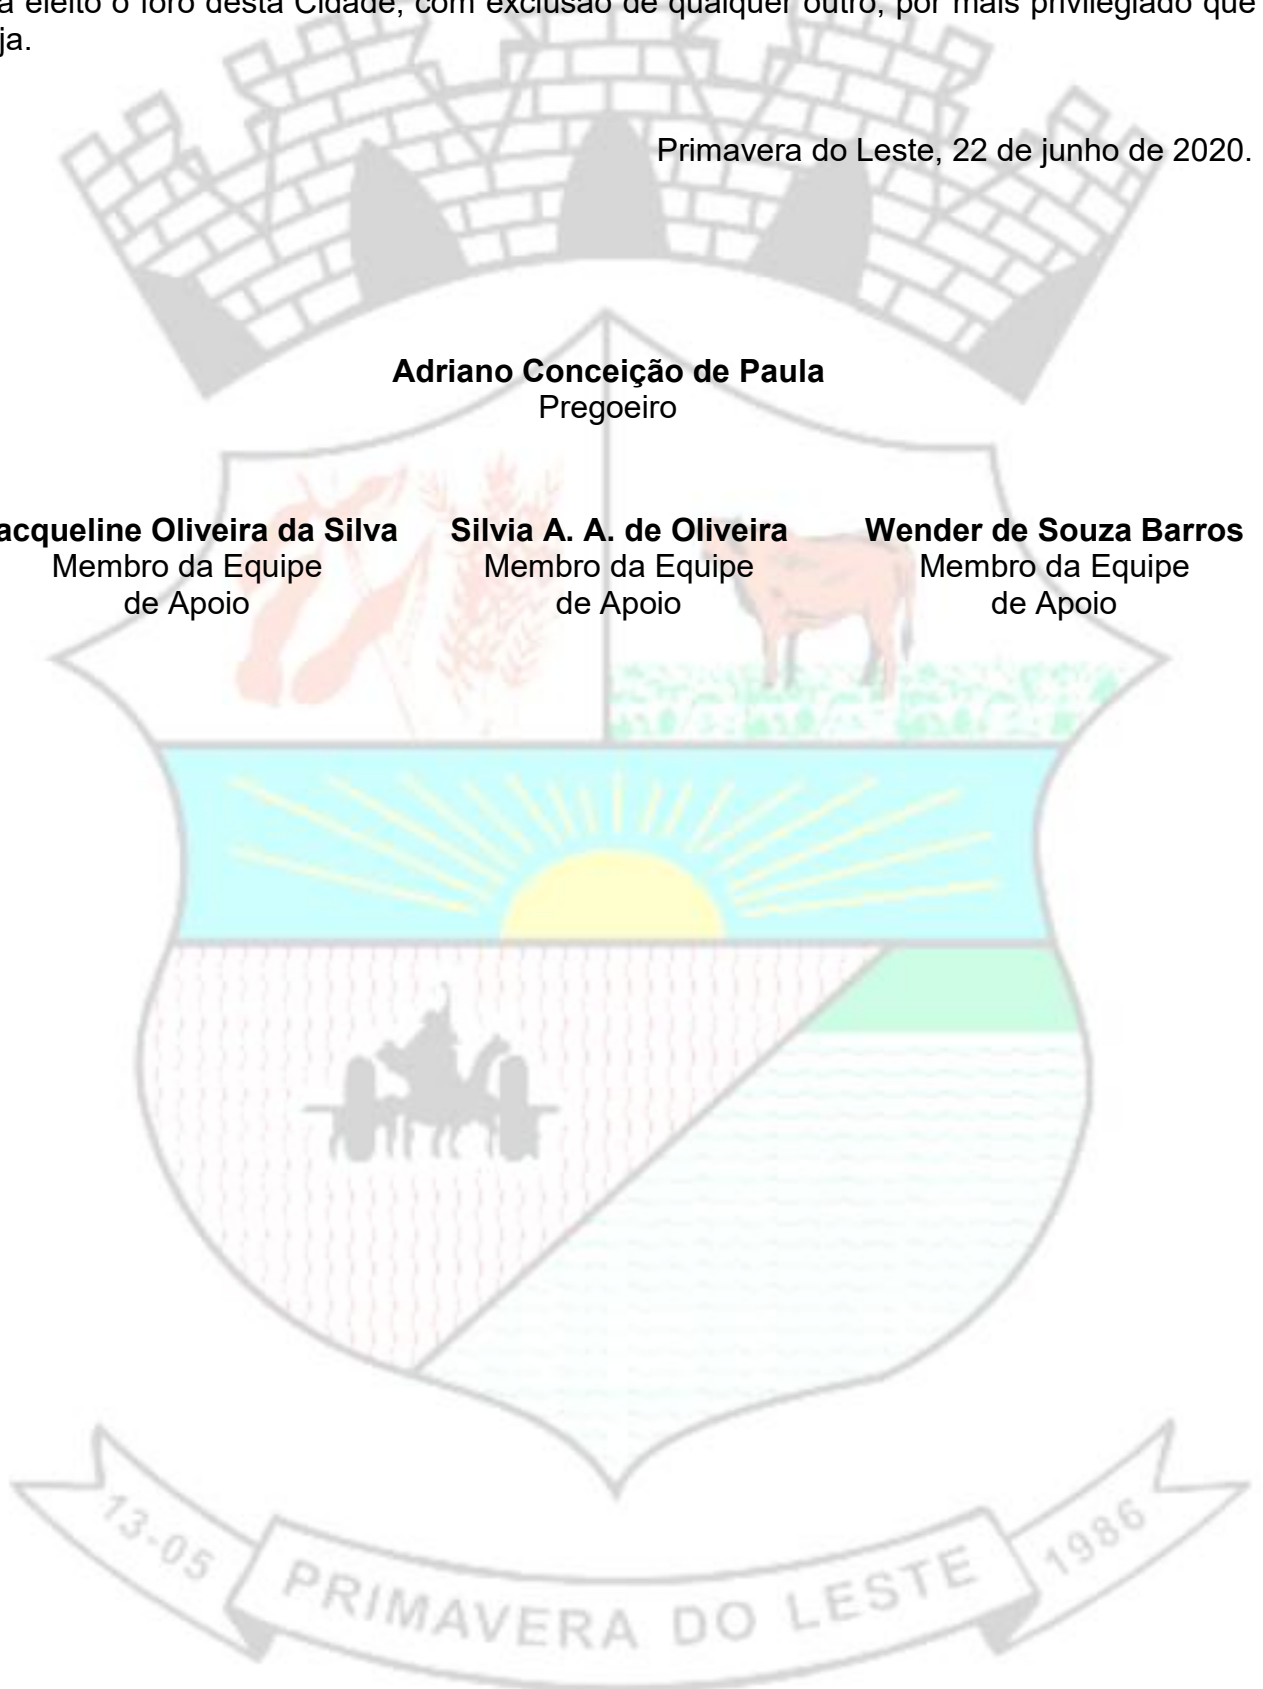 a eleito o foro desta Cidade, com exclusão de qualquer outro, por mais privilegiado que
ja.
Primavera do Leste, 22 de junho de 2020.
Adriano Conceição de Paula
Pregoeiro
acqueline Oliveira da Silva Silvia A. A. de Oliveira Wender de Souza Barros
Membro da Equipe Membro da Equipe Membro da Equipe
de Apoio de Apoio de Apoio
13-05 PRIMAVERA DO LESTE 1986